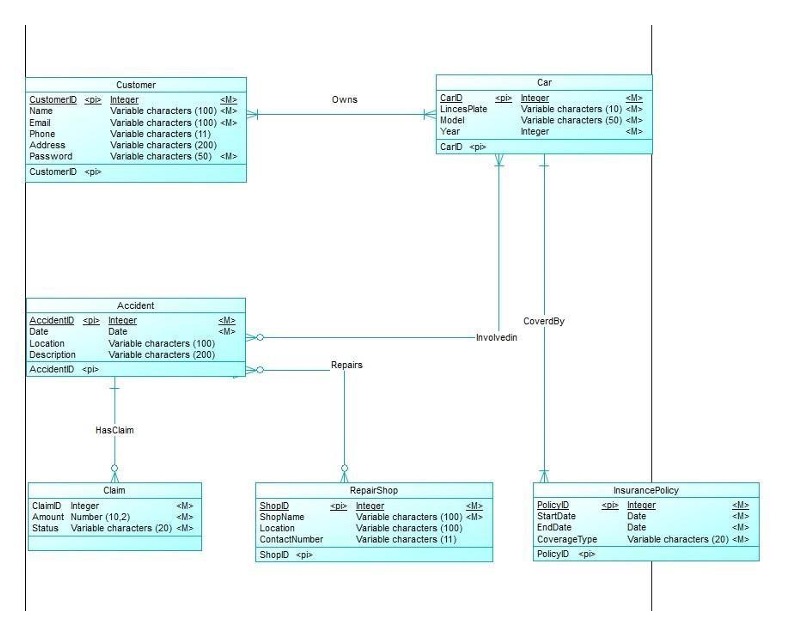 Customer
CustomerID <pi> Integer <M>
Name Variable characters (100) <M>
Email Variable characters (100) <M>
Phone Variable characters (11)
Address Variable characters (200)
Password Variable characters (50) <M>
CustomerID <pi>
Owns
Car
CarID <pi> Integer <M>
LincesPlate Variable characters (10) <M>
Model Variable characters (50) <M>
Year Integer <M>
CarID <pi>
Accident
AccidentID <pi> Integer <M>
Date Date <M>
Location Variable characters (100)
Description Variable characters (200)
AccidentID <pi>
CoverdBy
Involvedin
Repairs
HasClaim
Claim
ClaimID Integer <M>
Amount Number (10,2) <M>
Status Variable characters (20) <M>
RepairShop
ShopID <pi> Integer <M>
ShopName Variable characters (100) <M>
Location Variable characters (100)
ContactNumber Variable characters (11)
ShopID <pi>
InsurancePolicy
PolicyID <pi> Integer <M>
StartDate Date <M>
EndDate Date <M>
CoverageType Variable characters (20) <M>
PolicyID <pi>